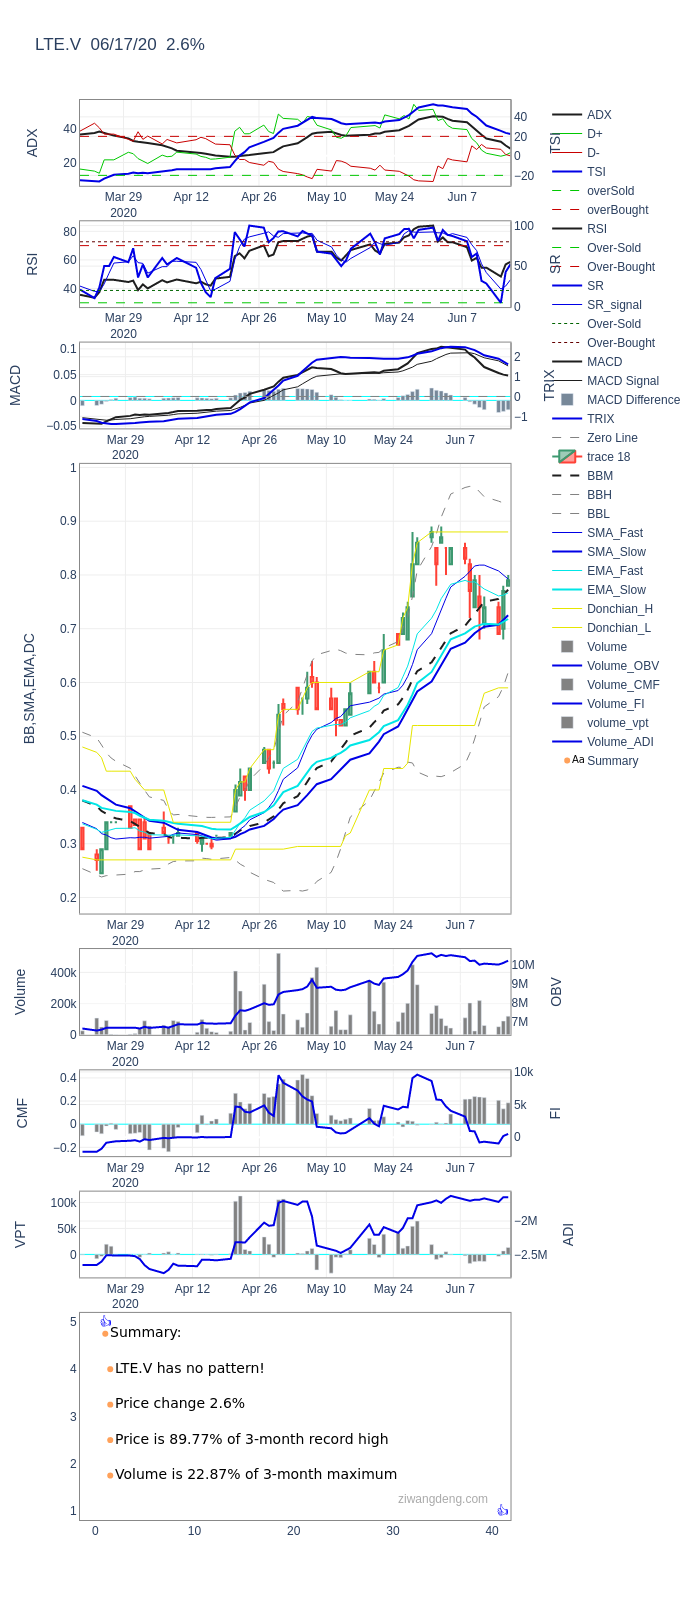 LTE.V 06/17/20 2.6%
ADX
40
20
40
20
0
−20
TSI
Mar 29
Apr 12
Apr 26
May 10
May 24
Jun 7
2020
RSI
80
60
40
100
50
0
SR
Mar 29
Apr 12
Apr 26
May 10
May 24
Jun 7
2020
MACD
0.1
0.05
0
−0.05
2
1
0
−1
TRIX
Mar 29
Apr 12
Apr 26
May 10
May 24
Jun 7
2020
BB,SMA,EMA,DC
1
0.9
0.8
0.7
0.6
0.5
0.4
0.3
0.2
Mar 29
Apr 12
Apr 26
May 10
May 24
Jun 7
2020
Volume
400k
200k
0
10M
9M
8M
7M
OBV
Mar 29
Apr 12
Apr 26
May 10
May 24
Jun 7
2020
CMF
0.4
0.2
0
−0.2
10k
5k
0
FI
Mar 29
Apr 12
Apr 26
May 10
May 24
Jun 7
2020
VPT
100k
50k
0
−2M
−2.5M
ADI
Mar 29
Apr 12
Apr 26
May 10
May 24
Jun 7
2020
5
4
3
2
1
Summary:
LTE.V has no pattern!
Price change 2.6%
Price is 89.77% of 3-month record high
Volume is 22.87% of 3-month maximum
ziwangdeng.com
0
10
20
30
40
ADX
D+
D-
TSI
overSold
overBought
RSI
Over-Sold
Over-Bought
SR
SR_signal
Over-Sold
Over-Bought
MACD
MACD Signal
MACD Difference
TRIX
Zero Line
trace 18
BBM
BBH
BBL
SMA_Fast
SMA_Slow
EMA_Fast
EMA_Slow
Donchian_H
Donchian_L
Volume
Volume_OBV
Volume_CMF
Volume_FI
volume_vpt
Volume_ADI
Aa Summary